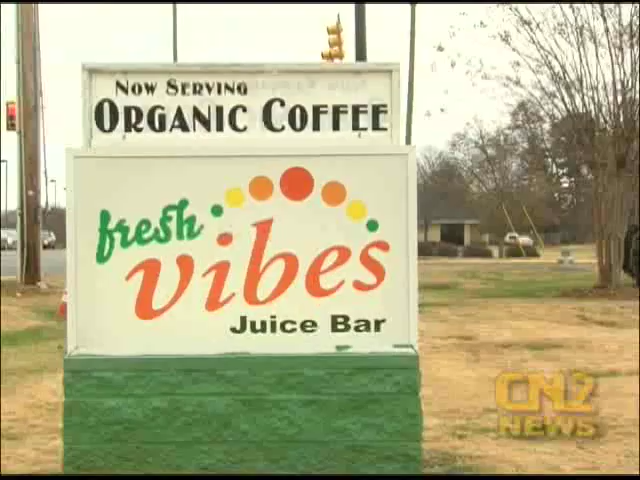 Now Serving
Organic Coffee
fresh
vibes
Juice Bar
CN2
NEWS